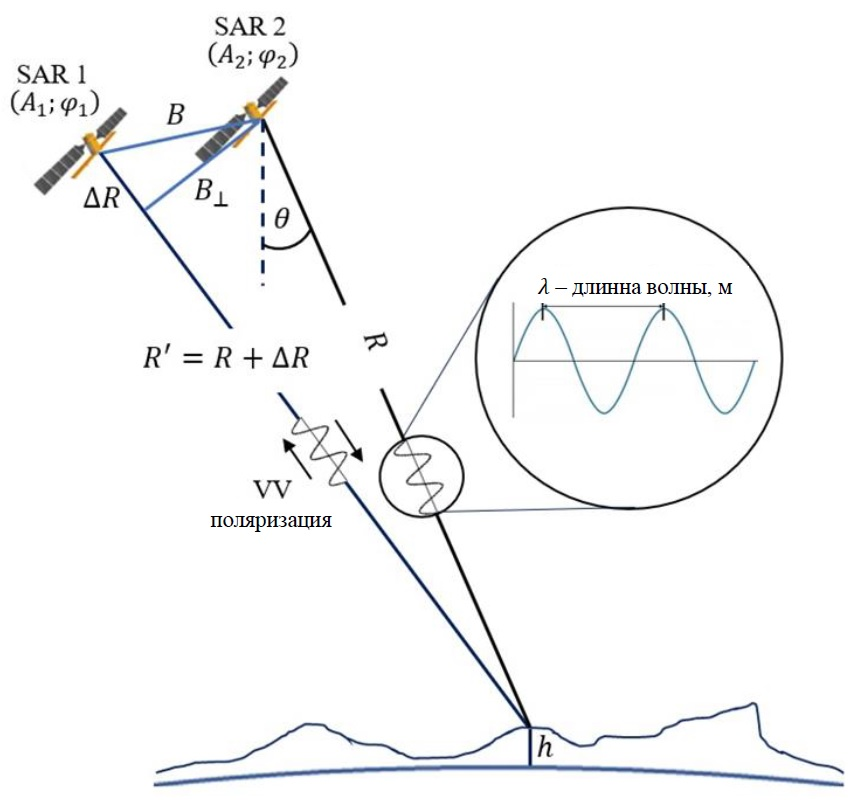 SAR 2
(A₂; φ₂)
SAR 1
(A₁; φ₁)
B
ΔR
B⊥
θ
λ – длинна волны, м
R
R′ = R + ΔR
VV
поляризация
h